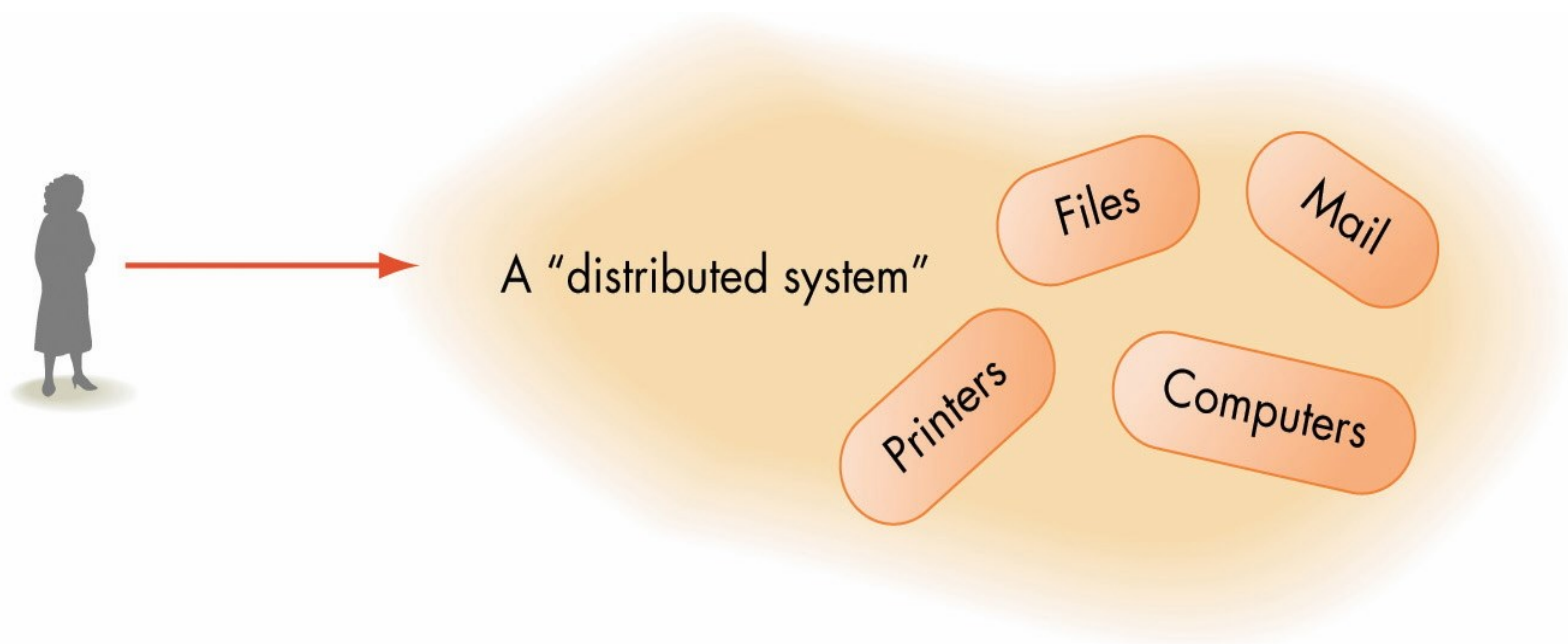 A “distributed system”
Files
Mail
Printers
Computers